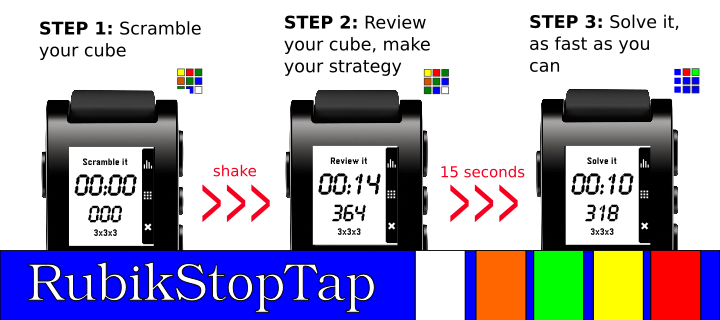 STEP 1: Scramble
your cube
STEP 2: Review
your cube, make
your strategy
STEP 3: Solve it,
as fast as you
can
Scramble it
00:00
000
3x3x3
shake
Review it
00:14
364
3x3x3
15 seconds
Solve it
00:10
318
3x3x3
RubikStopTap